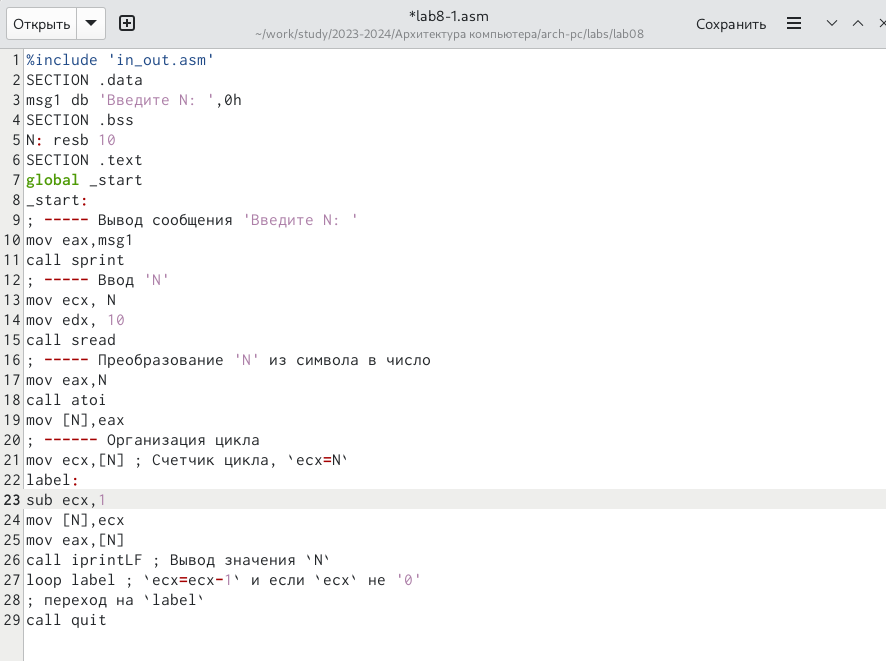 Открыть
*lab8-1.asm
~/work/study/2023-2024/Архитектура компьютера/arch-pc/labs/lab08
Сохранить
1 %include 'in_out.asm'
2 SECTION .data
3 msg1 db 'Введите N: ',0h
4 SECTION .bss
5 N: resb 10
6 SECTION .text
7 global _start
8 _start:
9 ; ----- Вывод сообщения 'Введите N: '
10 mov eax,msg1
11 call sprint
12 ; ----- Ввод 'N'
13 mov ecx, N
14 mov edx, 10
15 call sread
16 ; ----- Преобразование 'N' из символа в число
17 mov eax,N
18 call atoi
19 mov [N],eax
20 ; ------ Организация цикла
21 mov ecx,[N] ; Счетчик цикла, `ecx=N`
22 label:
23 sub ecx,1
24 mov [N],ecx
25 mov eax,[N]
26 call iprintLF ; Вывод значения `N`
27 loop label ; `ecx=ecx-1` и если `ecx` не '0'
28 ; переход на `label`
29 call quit